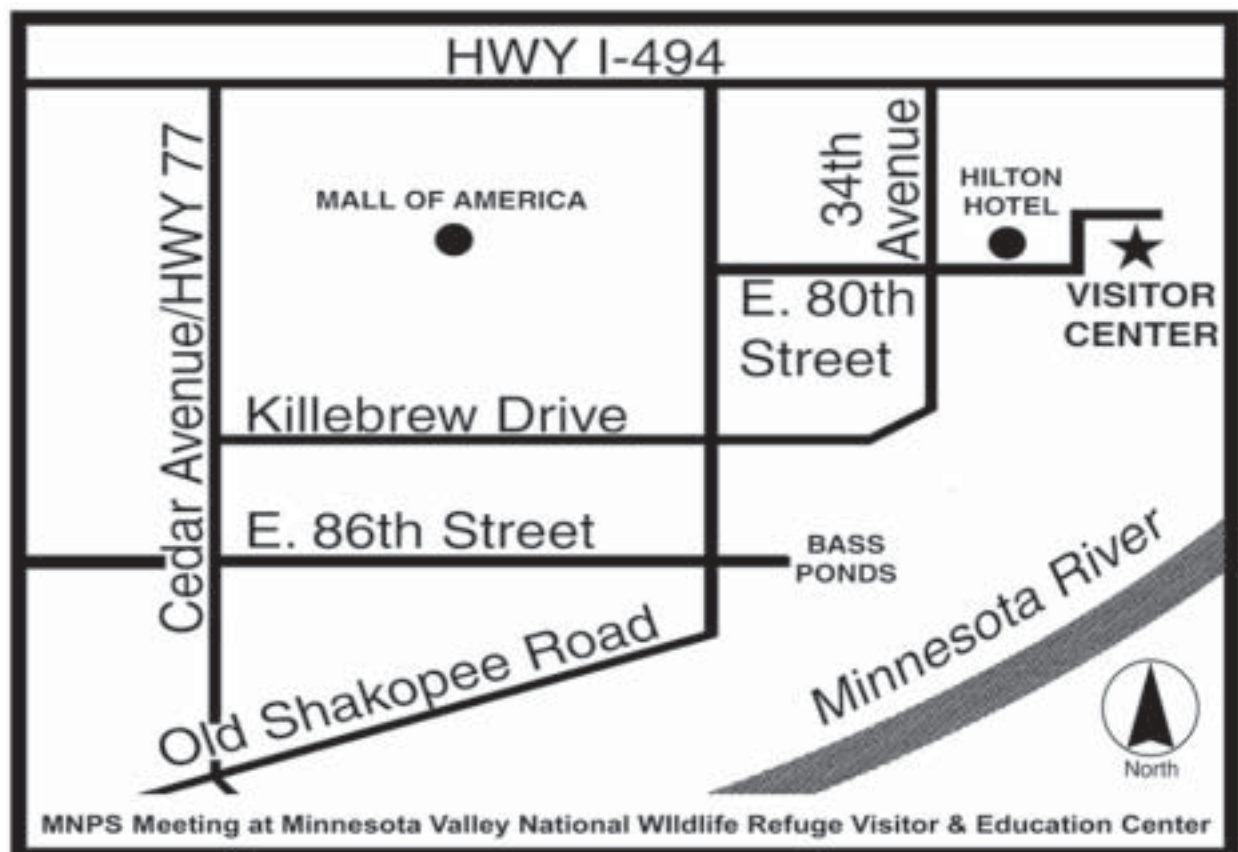 HWY I-494
Cedar Avenue/HWY 77
MALL OF AMERICA
34th
Avenue
HILTON
HOTEL
VISITOR
CENTER
E. 80th
Street
Killebrew Drive
E. 86th Street
BASS
PONDS
Old Shakopee Road
Minnesota River
North
MNPS Meeting at Minnesota Valley National WIldlife Refuge Visitor & Education Center